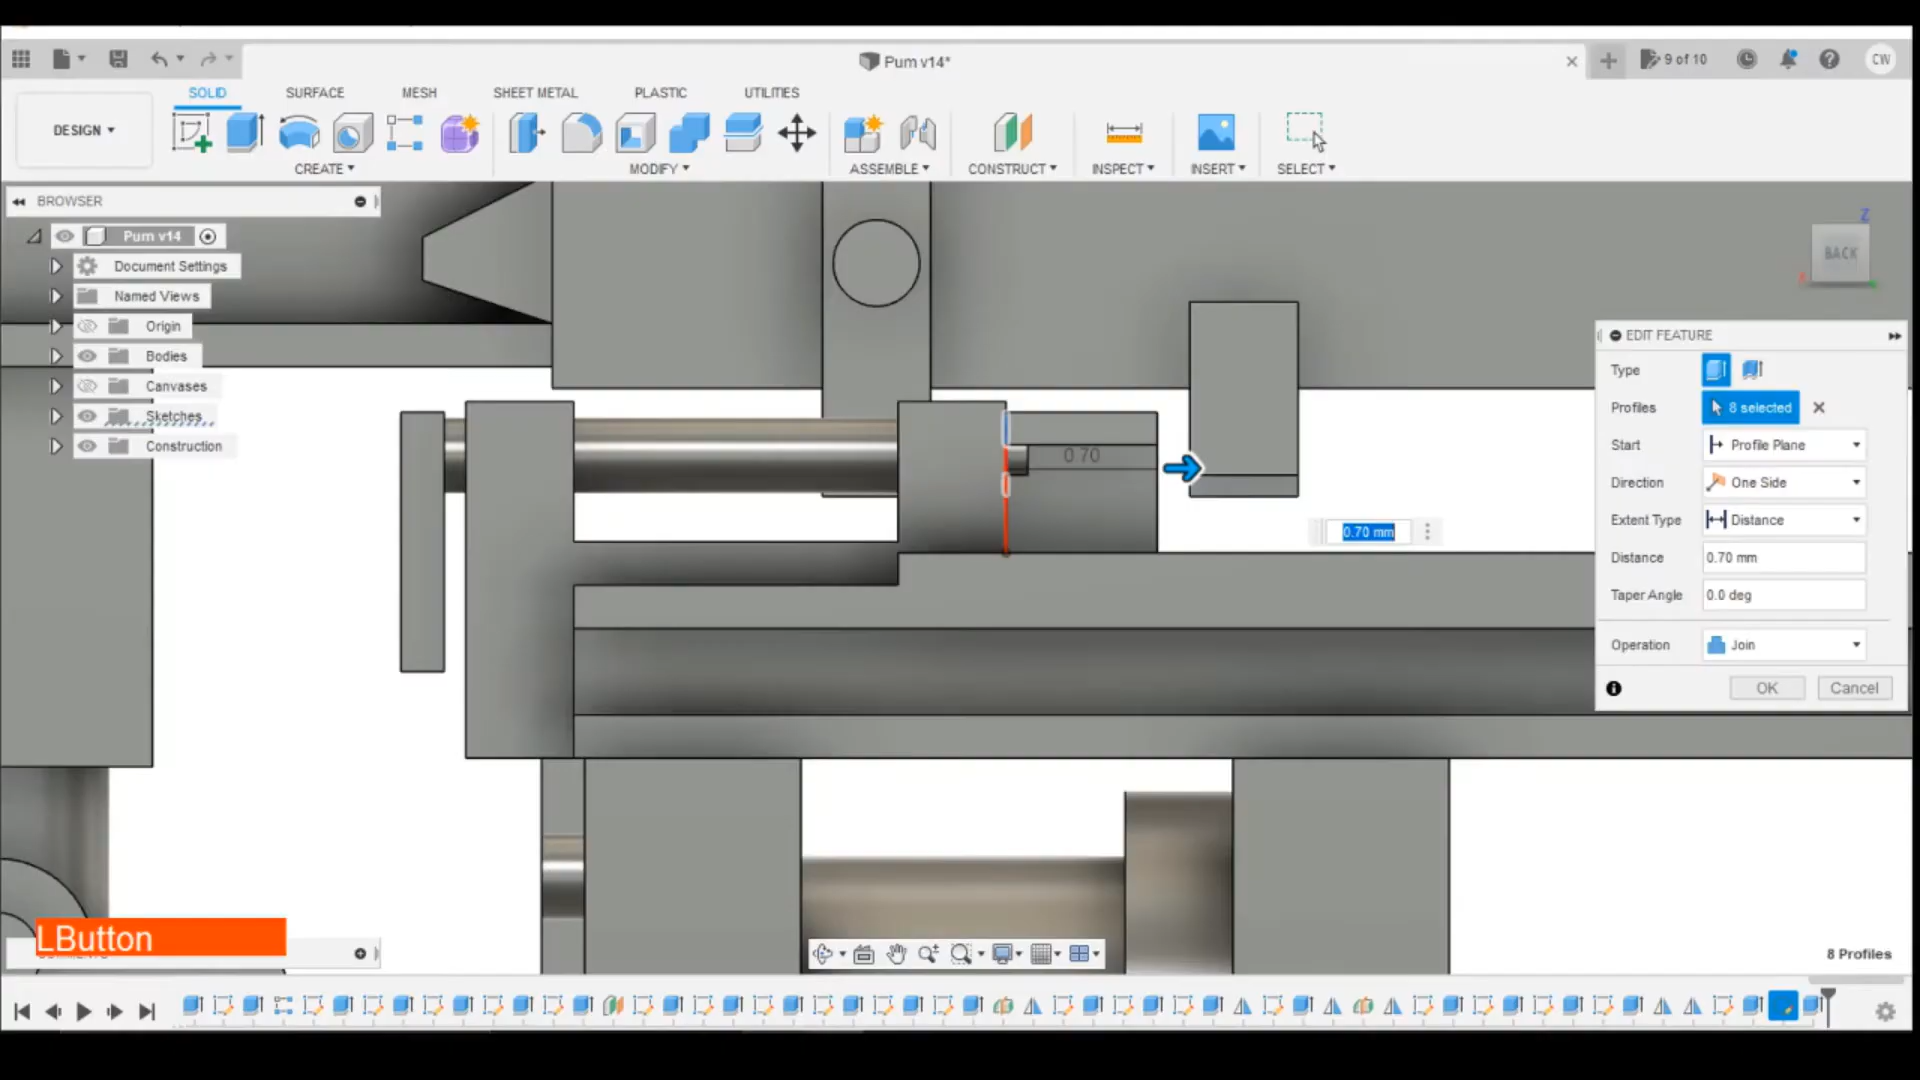 Pum v14*
9 of 10
CW
DESIGN
SOLID
SURFACE
MESH
SHEET METAL
PLASTIC
UTILITIES
CREATE
MODIFY
ASSEMBLE
CONSTRUCT
INSPECT
INSERT
SELECT
BROWSER
Pum v14
Document Settings
Named Views
Origin
Bodies
Canvases
Sketches
Construction
Z
BACK
0.70
0.70 mm
EDIT FEATURE
Type
Profiles
8 selected
Start
Profile Plane
Direction
One Side
Extent Type
Distance
Distance
0.70 mm
Taper Angle
0.0 deg
Operation
Join
OK
Cancel
LButton
8 Profiles